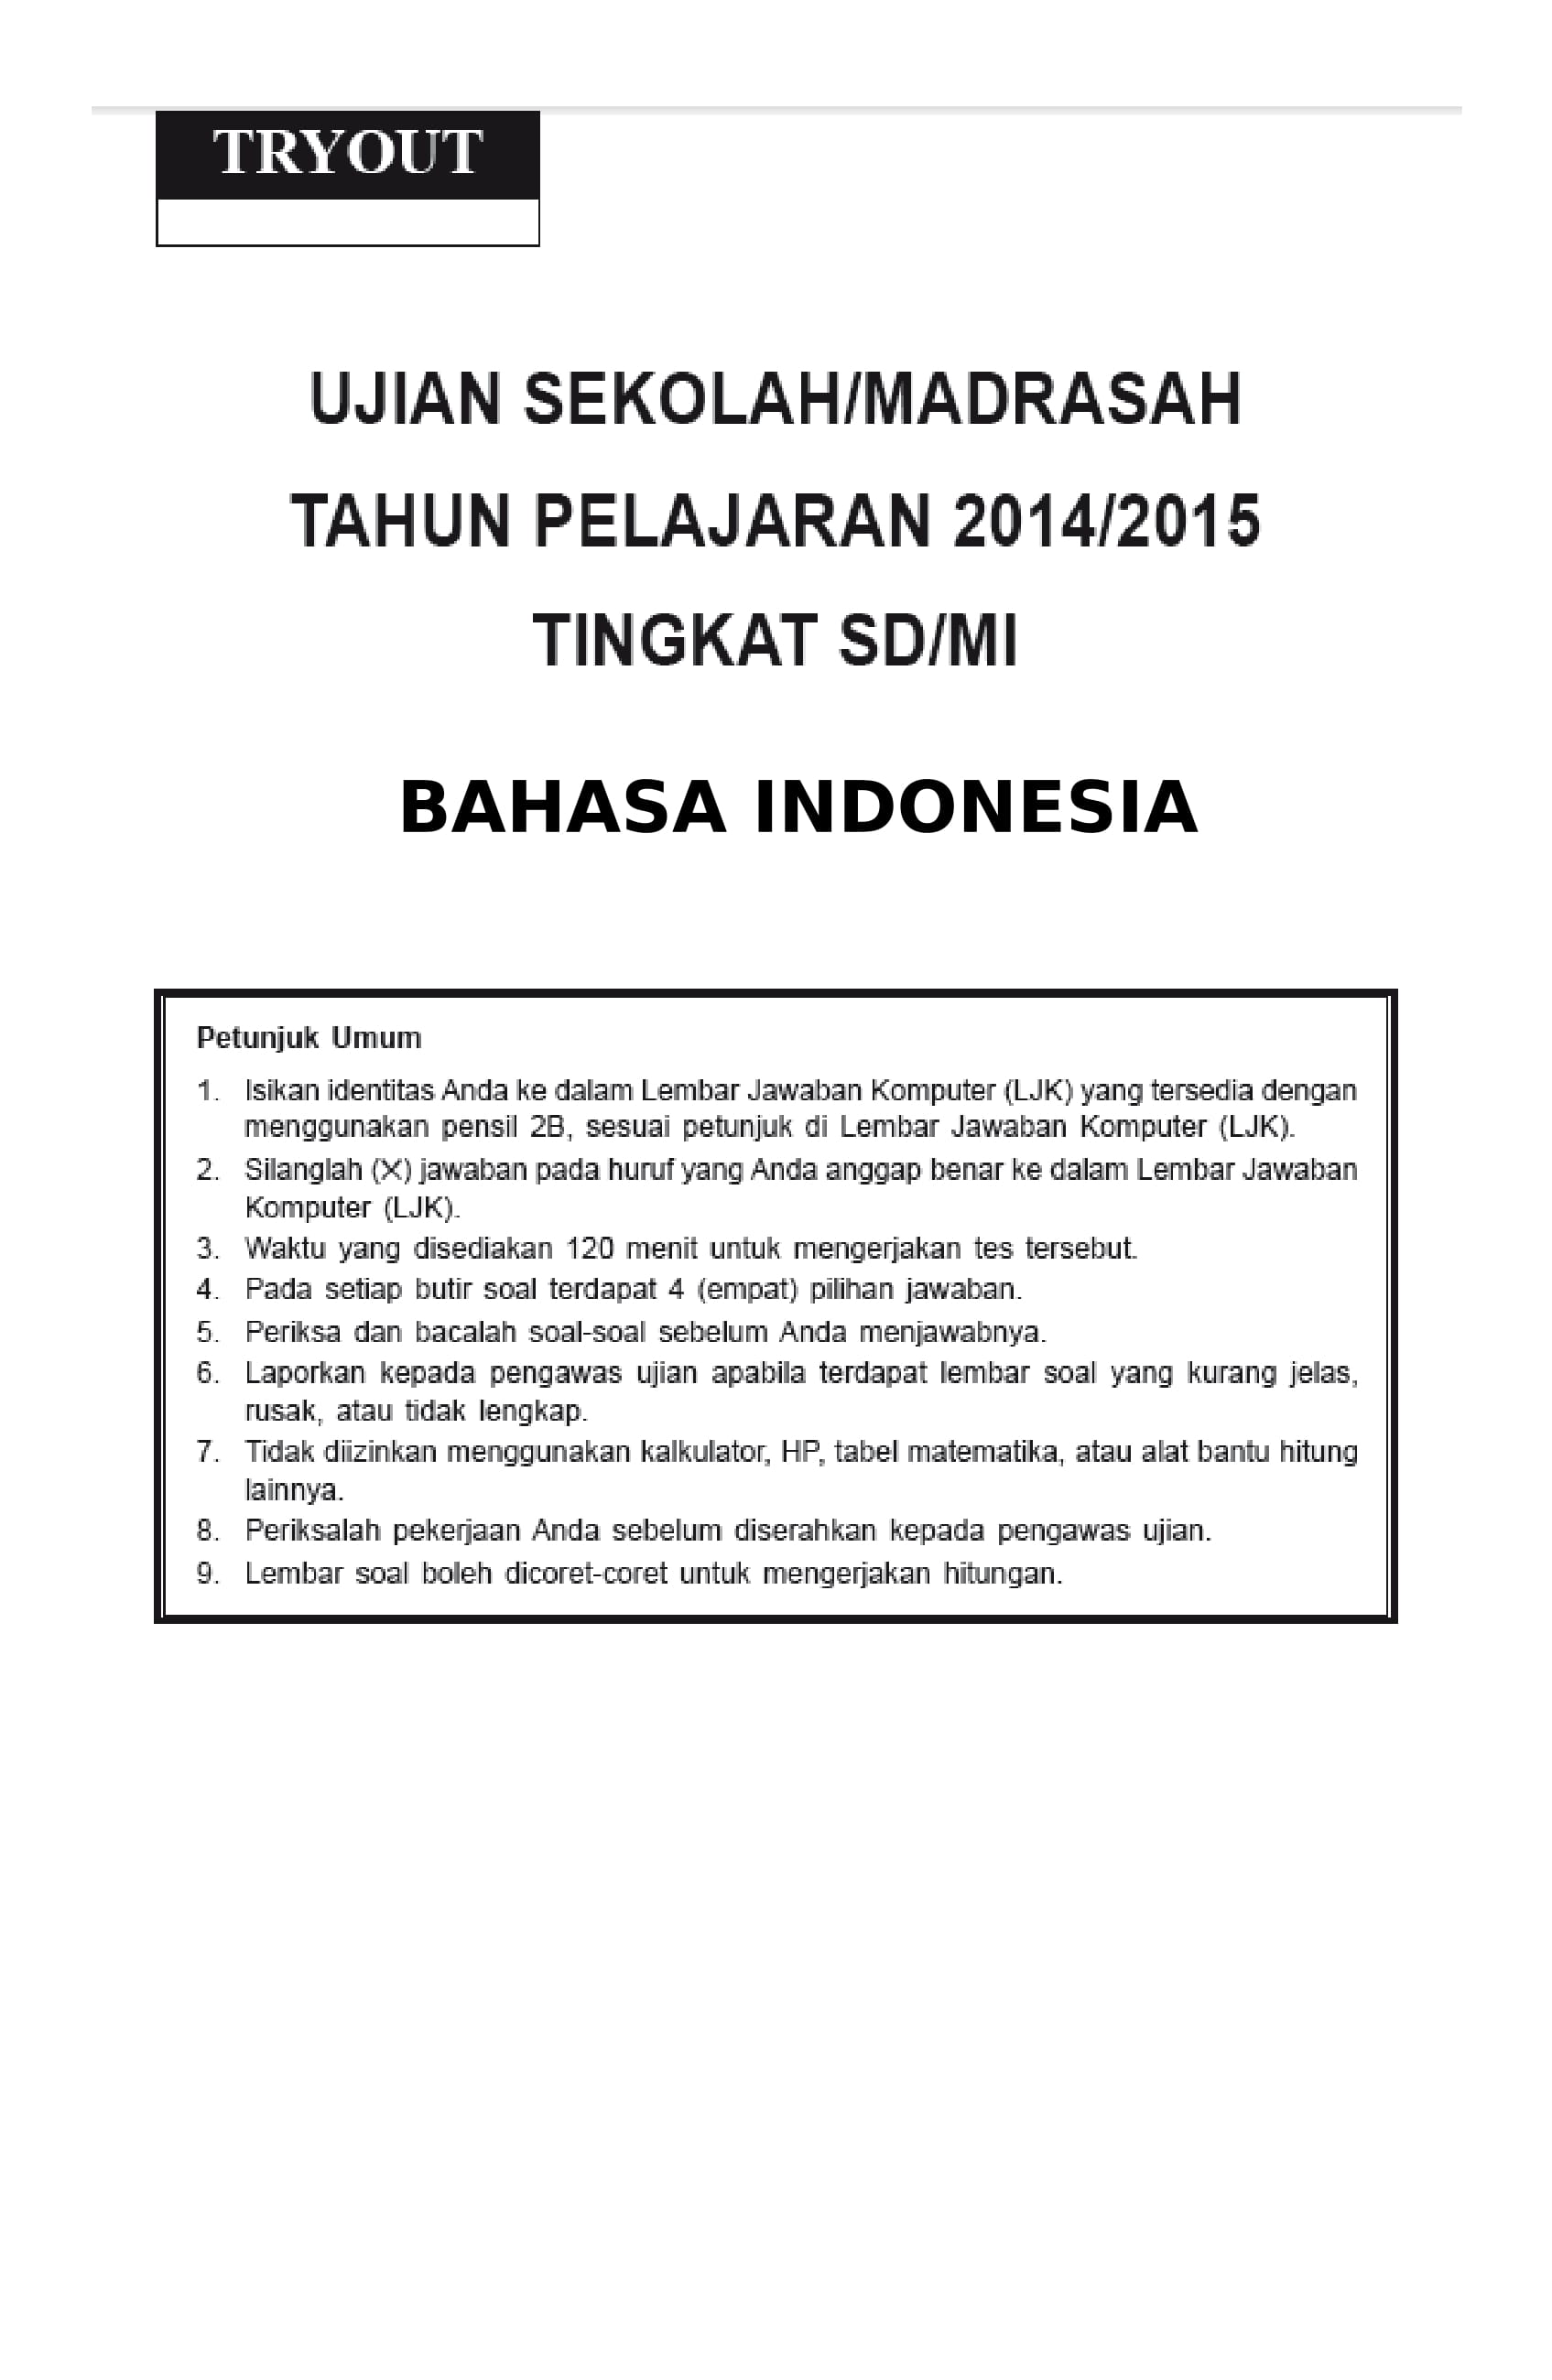 TRYOUT
UJIAN SEKOLAH/MADRASAH
TAHUN PELAJARAN 2014/2015
TINGKAT SD/MI
BAHASA INDONESIA
Petunjuk Umum
1. Isikan identitas Anda ke dalam Lembar Jawaban Komputer (LJK) yang tersedia dengan
menggunakan pensil 2B, sesuai petunjuk di Lembar Jawaban Komputer (LJK).
2. Silanglah (✕) jawaban pada huruf yang Anda anggap benar ke dalam Lembar Jawaban
Komputer (LJK).
3. Waktu yang disediakan 120 menit untuk mengerjakan tes tersebut.
4. Pada setiap butir soal terdapat 4 (empat) pilihan jawaban.
5. Periksa dan bacalah soal-soal sebelum Anda menjawabnya.
6. Laporkan kepada pengawas ujian apabila terdapat lembar soal yang kurang jelas,
rusak, atau tidak lengkap.
7. Tidak diizinkan menggunakan kalkulator, HP, tabel matematika, atau alat bantu hitung
lainnya.
8. Periksalah pekerjaan Anda sebelum diserahkan kepada pengawas ujian.
9. Lembar soal boleh dicoret-coret untuk mengerjakan hitungan.